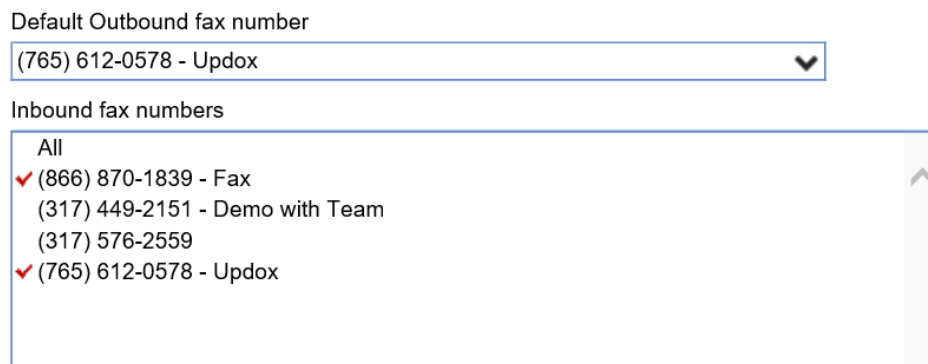 Default Outbound fax number
(765) 612-0578 - Updox
Inbound fax numbers
All
(866) 870-1839 - Fax
(317) 449-2151 - Demo with Team
(317) 576-2559
(765) 612-0578 - Updox